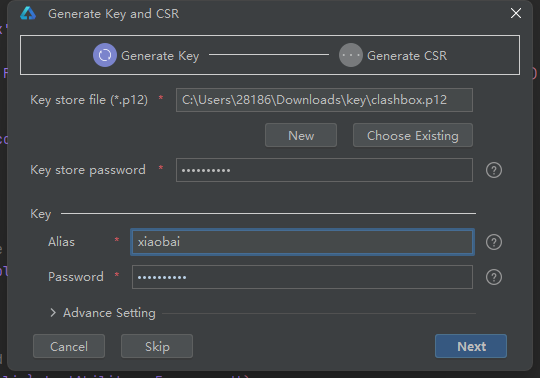 Generate Key and CSR
Generate Key
Generate CSR
Key store file (*.p12) * C:\Users\28186\Downloads\key\clashbox.p12
New Choose Existing
Key store password * ••••••••••
Key
Alias * xiaobai
Password * ••••••••••
Advance Setting
Cancel Skip Next